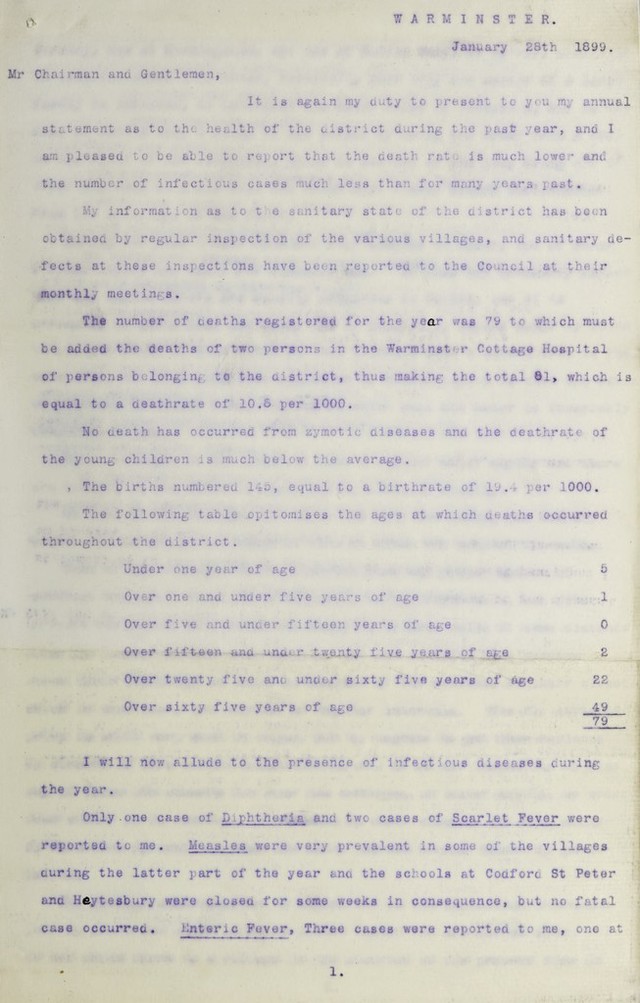 WARMINSTER.
January 28th 1899.
Mr Chairman and Gentlemen,
It is again my duty to present to you my annual
statement as to the health of the district during the past year, and I
am pleased to be able to report that the death rate is much lower and
the number of infectious cases much less than for many years past.
My information as to the sanitary state of the district has been
obtained by regular inspection of the various villages, and sanitary de-
fects at these inspections have been reported to the Council at their
monthly meetings.
The number of deaths registered for the year was 79 to which must
be added the deaths of two persons in the Warminster Cottage Hospital
of persons belonging to the district, thus making the total 81, which is
equal to a deathrate of 10.8 per 1000.
No death has occurred from zymotic diseases and the deathrate of
the young children is much below the average.
The births numbered 145, equal to a birthrate of 19.4 per 1000.
The following table epitomises the ages at which deaths occurred
throughout the district.
Under one year of age 5
Over one and under five years of age 1
Over five and under fifteen years of age 0
Over fifteen and under twenty five years of age 2
Over twenty five and under sixty five years of age 22
Over sixty five years of age 49
79
I will now allude to the presence of infectious diseases during
the year.
Only one case of Diphtheria and two cases of Scarlet Fever were
reported to me. Measles were very prevalent in some of the villages
during the latter part of the year and the schools at Codford St Peter
and Heytesbury were closed for some weeks in consequence, but no fatal
case occurred. Enteric Fever, Three cases were reported to me, one at
1.